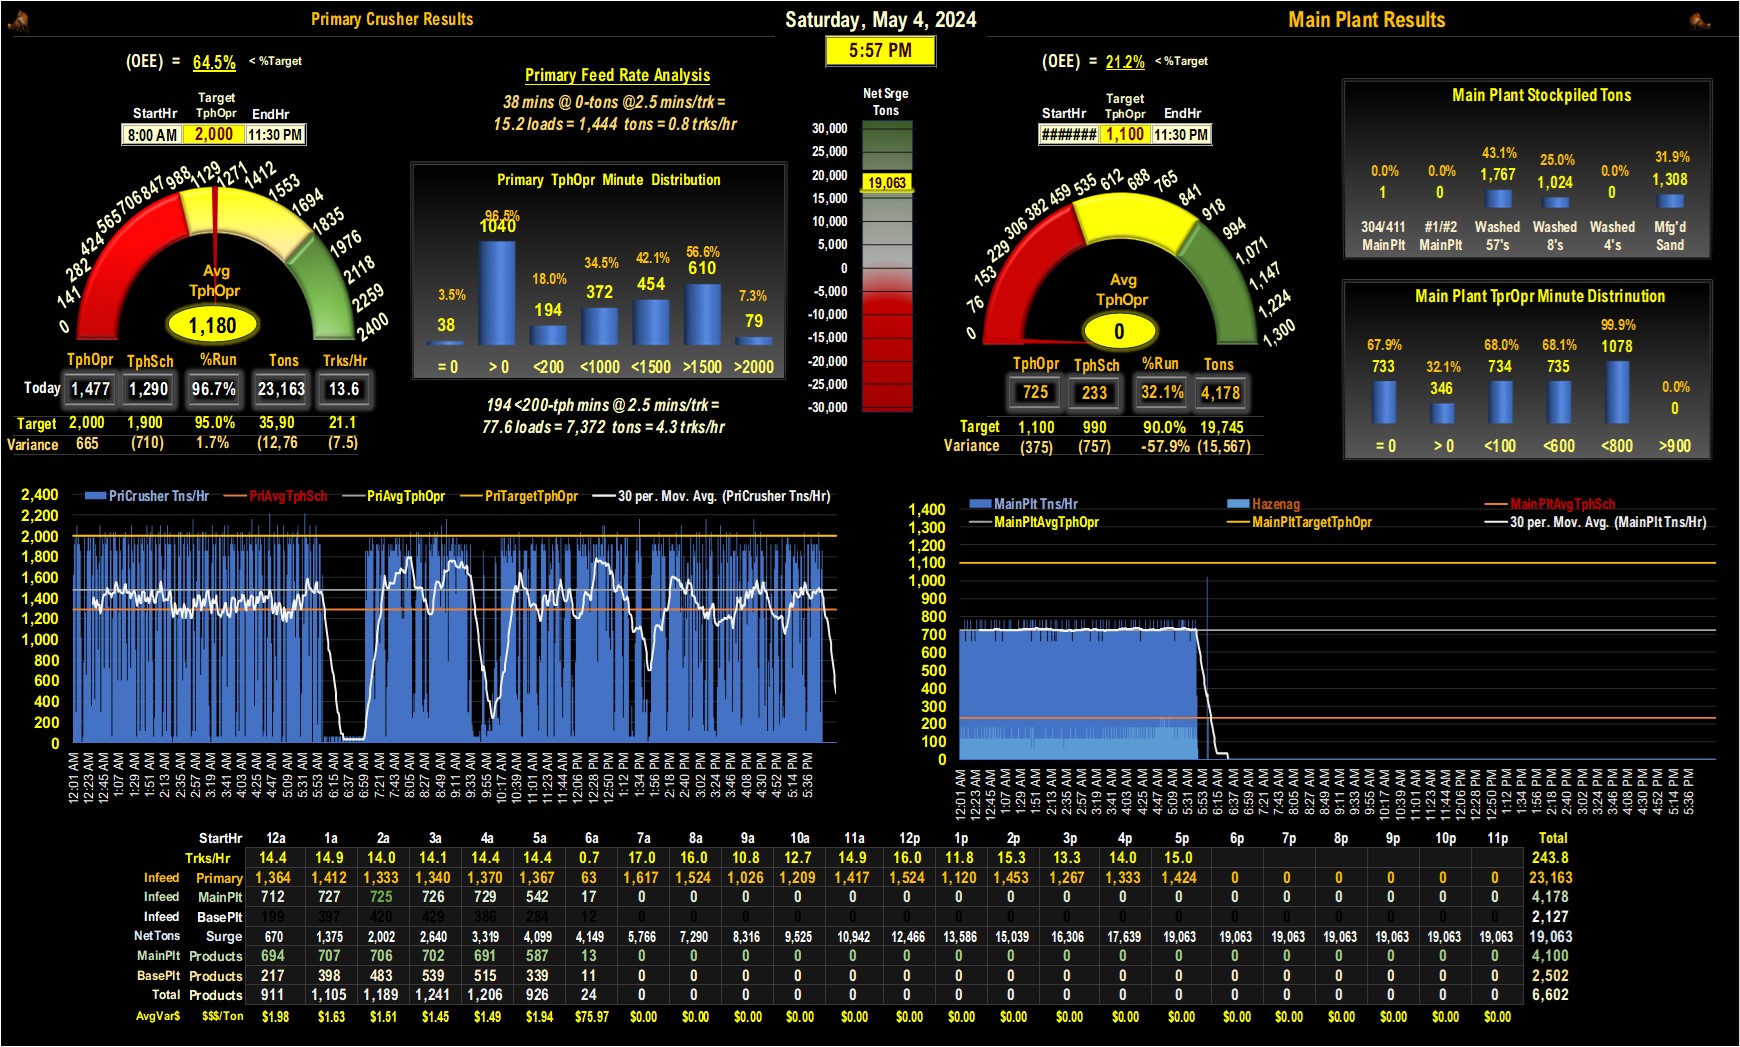 Primary Crusher Results
Saturday, May 4, 2024
Main Plant Results
5:57 PM
(OEE) = 64.5% < %Target
StartHr Target TphOpr EndHr
8:00 AM 2,000 11:30 PM
0 141 282 424 565 706 847 988 1129 1271 1412 1553 1694 1835 1976 2118 2259 2400
Avg
TphOpr
1,180
TphOpr TphSch %Run Tons Trks/Hr
Today 1,477 1,290 96.7% 23,163 13.6
Target 2,000 1,900 95.0% 35,90 21.1
Variance 665 (710) 1.7% (12,76 (7.5)
Primary Feed Rate Analysis
38 mins @ 0-tons @2.5 mins/trk =
15.2 loads = 1,444 tons = 0.8 trks/hr
Primary TphOpr Minute Distribution
3.5% 96.5% 18.0% 34.5% 42.1% 56.6% 7.3%
38 1040 194 372 454 610 79
= 0 > 0 <200 <1000 <1500 >1500 >2000
194 <200-tph mins @ 2.5 mins/trk =
77.6 loads = 7,372 tons = 4.3 trks/hr
Net Srge
Tons
30,000
25,000
20,000
19,063
15,000
10,000
5,000
0
-5,000
-10,000
-15,000
-20,000
-25,000
-30,000
(OEE) = 21.2% < %Target
StartHr Target TphOpr EndHr
####### 1,100 11:30 PM
0 76 153 229 306 382 459 535 612 688 765 841 918 994 1,071 1,147 1,224 1,300
Avg
TphOpr
0
TphOpr TphSch %Run Tons
725 233 32.1% 4,178
Target 1,100 990 90.0% 19,745
Variance (375) (757) -57.9% (15,567)
Main Plant Stockpiled Tons
0.0% 0.0% 43.1% 25.0% 0.0% 31.9%
1 0 1,767 1,024 0 1,308
304/411 #1/#2 Washed Washed Washed Mfg'd
MainPlt MainPlt 57's 8's 4's Sand
Main Plant TprOpr Minute Distrinution
67.9% 32.1% 68.0% 68.1% 99.9% 0.0%
733 346 734 735 1078 0
= 0 > 0 <100 <600 <800 >900
PriCrusher Tns/Hr PriAvgTphSch PriAvgTphOpr PriTargetTphOpr 30 per. Mov. Avg. (PriCrusher Tns/Hr)
2,400
2,200
2,000
1,800
1,600
1,400
1,200
1,000
800
600
400
200
0
12:01 AM 12:23 AM 12:45 AM 1:07 AM 1:29 AM 1:51 AM 2:13 AM 2:35 AM 2:57 AM 3:19 AM 3:41 AM 4:03 AM 4:25 AM 4:47 AM 5:09 AM 5:31 AM 5:53 AM 6:15 AM 6:37 AM 6:59 AM 7:21 AM 7:43 AM 8:05 AM 8:27 AM 8:49 AM 9:11 AM 9:33 AM 9:55 AM 10:17 AM 10:39 AM 11:01 AM 11:23 AM 11:44 AM 12:06 PM 12:28 PM 12:50 PM 1:12 PM 1:34 PM 1:56 PM 2:18 PM 2:40 PM 3:02 PM 3:24 PM 3:46 PM 4:08 PM 4:30 PM 4:52 PM 5:14 PM 5:36 PM
MainPlt Tns/Hr Hazenag MainPltAvgTphSch
MainPltAvgTphOpr MainPltTargetTphOpr 30 per. Mov. Avg. (MainPlt Tns/Hr)
1,400
1,300
1,200
1,100
1,000
900
800
700
600
500
400
300
200
100
0
12:01 AM 12:23 AM 12:45 AM 1:07 AM 1:29 AM 1:51 AM 2:13 AM 2:35 AM 2:57 AM 3:19 AM 3:41 AM 4:03 AM 4:25 AM 4:47 AM 5:09 AM 5:31 AM 5:53 AM 6:15 AM 6:37 AM 6:59 AM 7:21 AM 7:43 AM 8:05 AM 8:27 AM 8:49 AM 9:11 AM 9:33 AM 9:55 AM 10:17 AM 10:39 AM 11:01 AM 11:23 AM 11:44 AM 12:06 PM 12:28 PM 12:50 PM 1:12 PM 1:34 PM 1:56 PM 2:18 PM 2:40 PM 3:02 PM 3:24 PM 3:46 PM 4:08 PM 4:30 PM 4:52 PM 5:14 PM 5:36 PM
StartHr 12a 1a 2a 3a 4a 5a 6a 7a 8a 9a 10a 11a 12p 1p 2p 3p 4p 5p 6p 7p 8p 9p 10p 11p Total
Trks/Hr 14.4 14.9 14.0 14.1 14.4 14.4 0.7 17.0 16.0 10.8 12.7 14.9 16.0 11.8 15.3 13.3 14.0 15.0 243.8
Infeed Primary 1,364 1,412 1,333 1,340 1,370 1,367 63 1,617 1,524 1,026 1,209 1,417 1,524 1,120 1,453 1,267 1,333 1,424 0 0 0 0 0 0 23,163
Infeed MainPlt 712 727 725 726 729 542 17 0 0 0 0 0 0 0 0 0 0 0 0 0 0 0 0 0 4,178
Infeed BasePlt 199 397 420 429 386 284 12 0 0 0 0 0 0 0 0 0 0 0 0 0 0 0 0 0 2,127
NetTons Surge 670 1,375 2,002 2,640 3,319 4,099 4,149 5,766 7,290 8,316 9,525 10,942 12,466 13,586 15,039 16,306 17,639 19,063 19,063 19,063 19,063 19,063 19,063 19,063 19,063
MainPlt Products 694 707 706 702 691 587 13 0 0 0 0 0 0 0 0 0 0 0 0 0 0 0 0 0 4,100
BasePlt Products 217 398 483 539 515 339 11 0 0 0 0 0 0 0 0 0 0 0 0 0 0 0 0 0 2,502
Total Products 911 1,105 1,189 1,241 1,206 926 24 0 0 0 0 0 0 0 0 0 0 0 0 0 0 0 0 0 6,602
AvgVar$ $$$/Ton $1.98 $1.63 $1.51 $1.45 $1.49 $1.94 $75.97 $0.00 $0.00 $0.00 $0.00 $0.00 $0.00 $0.00 $0.00 $0.00 $0.00 $0.00 $0.00 $0.00 $0.00 $0.00 $0.00 $0.00